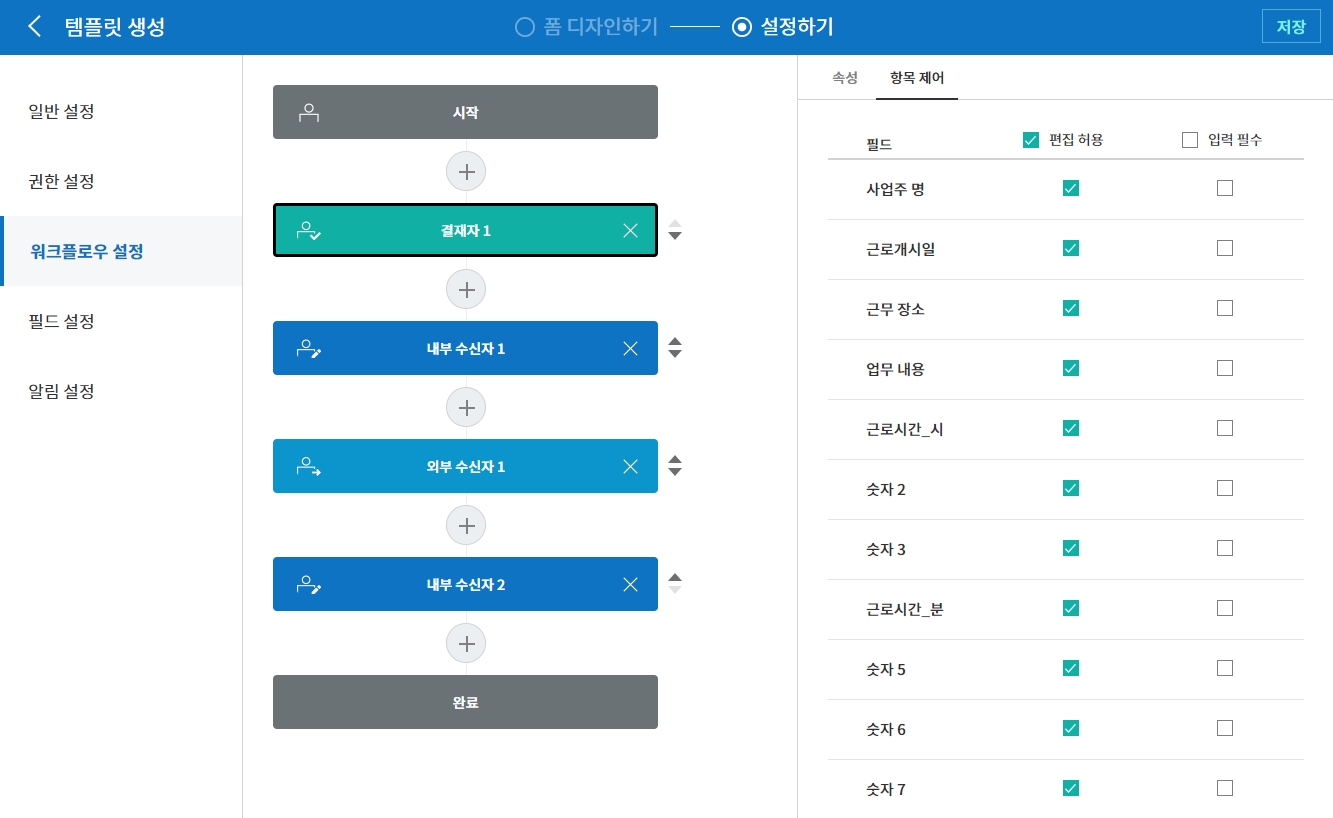 템플릿 생성
폼 디자인하기
설정하기
저장
일반 설정
권한 설정
워크플로우 설정
필드 설정
알림 설정
시작
결재자 1
내부 수신자 1
외부 수신자 1
내부 수신자 2
완료
속성 항목 제어
필드 편집 허용 입력 필수
사업주 명
근로개시일
근무 장소
업무 내용
근로시간_시
숫자 2
숫자 3
근로시간_분
숫자 5
숫자 6
숫자 7